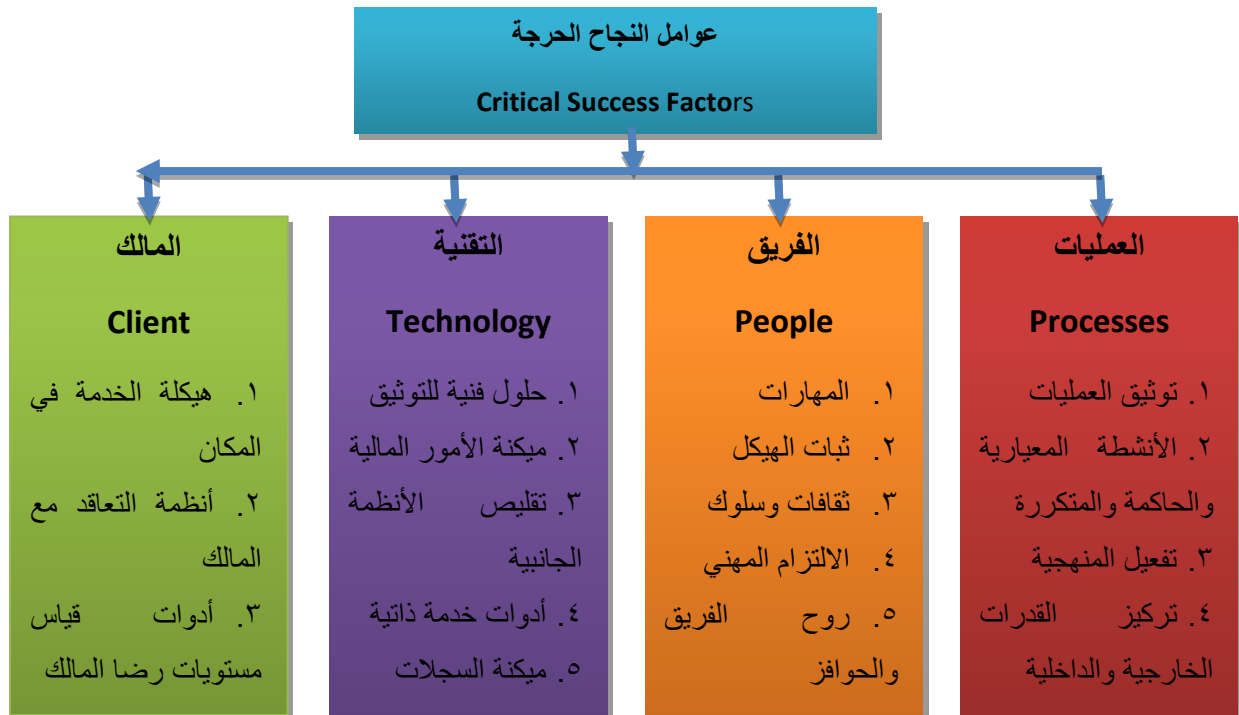 عوامل النجاح الحرجة
Critical Success Factors
العمليات
Processes
١. توثيق العمليات
٢. الأنشطة المعيارية
والحاكمة والمتكررة
٣. تفعيل المنهجية
٤. تركيز القدرات
الخارجية والداخلية
الفريق
People
١. المهارات
٢. ثبات الهيكل
٣. ثقافات وسلوك
٤. الالتزام المهني
٥. روح الفريق
والحوافز
التقنية
Technology
١. حلول فنية للتوثيق
٢. ميكنة الأمور المالية
٣. تقليص الأنظمة
الجانبية
٤. أدوات خدمة ذاتية
٥. ميكنة السجلات
المالك
Client
١. هيكلة الخدمة في
المكان
٢. أنظمة التعاقد مع
المالك
٣. أدوات قياس
مستويات رضا المالك